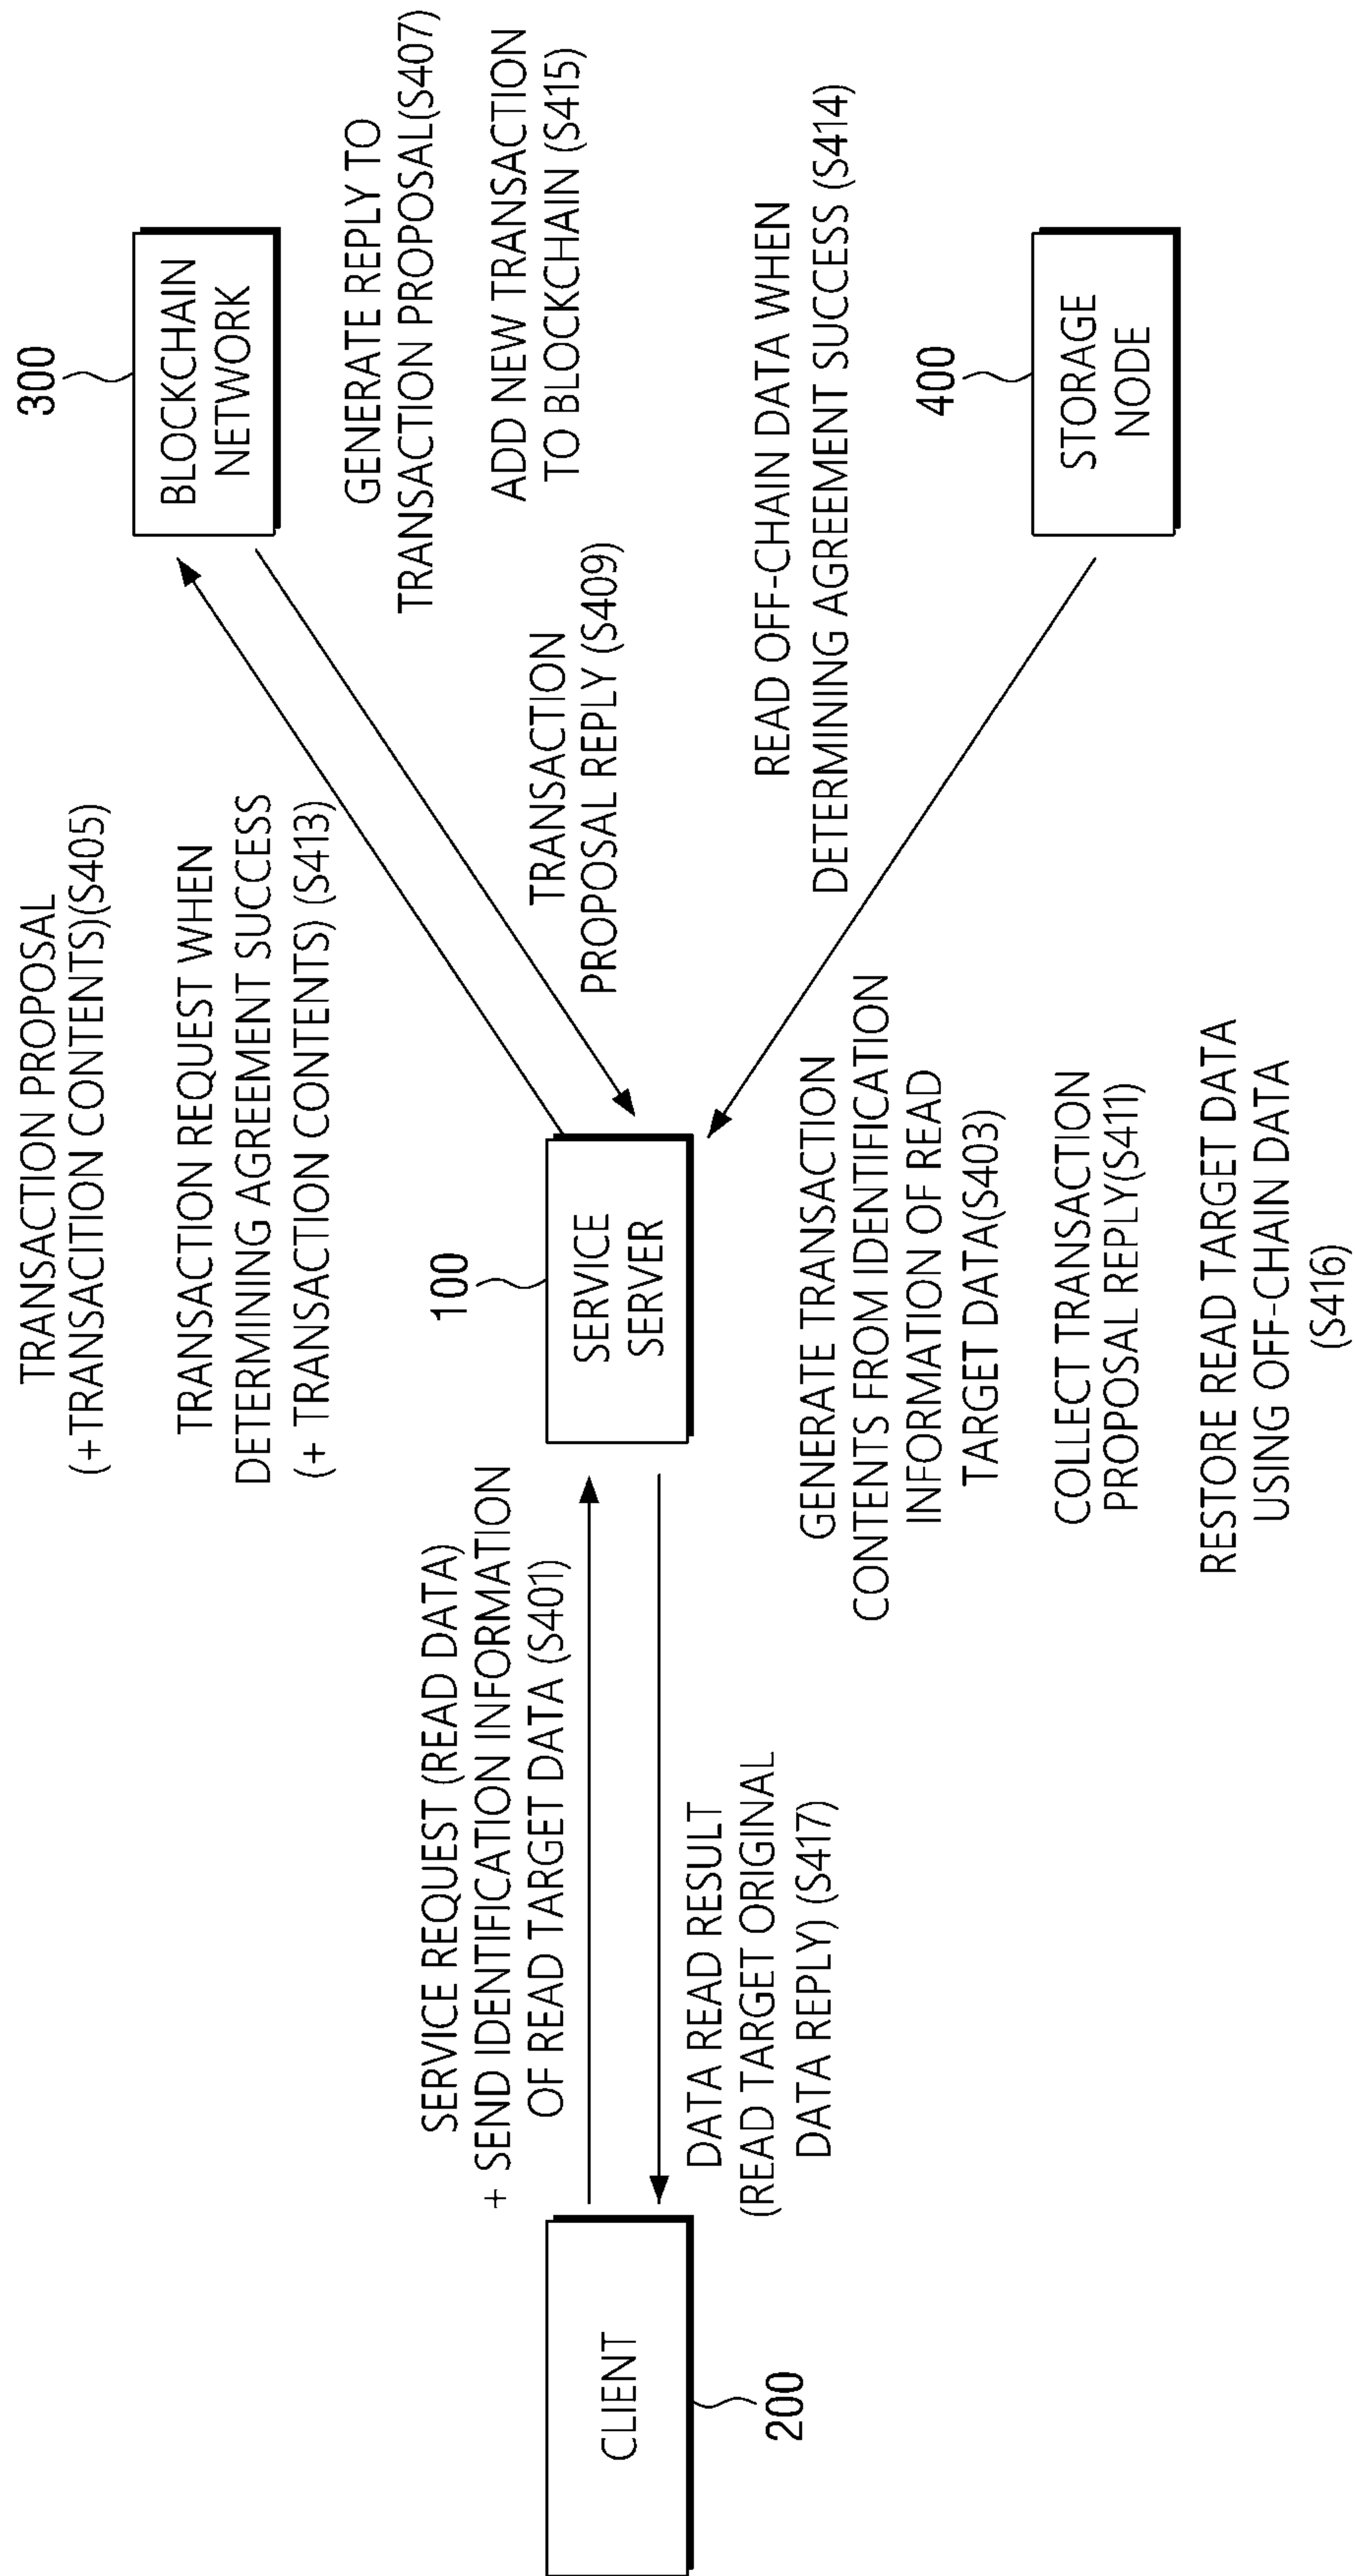 TRANSACTION PROPOSAL
(+TRANSACITION CONTENTS)(S405)
TRANSACTION REQUEST WHEN
DETERMINING AGREEMENT SUCCESS
(+ TRANSACTION CONTENTS) (S413)
300
BLOCKCHAIN
NETWORK
GENERATE REPLY TO
TRANSACTION PROPOSAL(S407)
ADD NEW TRANSACTION
TO BLOCKCHAIN (S415)
TRANSACTION
PROPOSAL REPLY (S409)
SERVICE REQUEST (READ DATA)
+ SEND IDENTIFICATION INFORMATION
OF READ TARGET DATA (S401)
100
SERVICE
SERVER
CLIENT
200
DATA READ RESULT
(READ TARGET ORIGINAL
DATA REPLY) (S417)
READ OFF-CHAIN DATA WHEN
DETERMINING AGREEMENT SUCCESS (S414)
GENERATE TRANSACTION
CONTENTS FROM IDENTIFICATION
INFORMATION OF READ
TARGET DATA(S403)
COLLECT TRANSACTION
PROPOSAL REPLY(S411)
RESTORE READ TARGET DATA
USING OFF-CHAIN DATA
(S416)
400
STORAGE
NODE